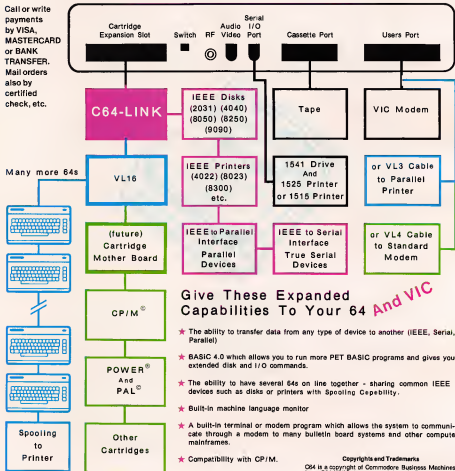 Call or write
payments
by VISA,
MASTERCARD
or BANK
TRANSFER.
Mail orders
also by
certified
check, etc.
Cartridge
Expansion Slot
Switch
RF
Audio
Video
Serial
I/O
Port
Cassette Port
Users Port
C64-LINK
IEEE Disks
(2031) (4040)
(8050) (8250)
(9090)
Tape
VIC Modem
Many more 64s
VL16
IEEE Printers
(4022) (8023)
(8300)
etc.
1541 Drive
And
1525 Printer
or 1515 Printer
or VL3 Cable
to Parallel
Printer
(future)
Cartridge
Mother Board
IEEE to Parallel
Interface
Parallel
Devices
IEEE to Serial
Interface
True Serial
Devices
or VL4 Cable
to Standard
Modem
CP/M©
POWER©
And
PAL©
Other
Cartridges
Spooling
to
Printer
Give These Expanded
Capabilities To Your 64 And VIC
★ The ability to transfer data from any type of device to another (IEEE, Serial,
Parallel)
★ BASIC 4.0 which allows you to run more PET BASIC programs and gives you
extended disk and I/O commands.
★ The ability to have several 64s on line together - sharing common IEEE
devices such as disks or printers with Spooling Capability.
★ Built-in machine language monitor
★ A built-in terminal or modem program which allows the system to communi-
cate through a modem to many bulletin board systems and other compute
mainframes.
★ Compatibility with CP/M.
Copyrights and Trademarks
C64 is a copyright of Commodore Business Machines